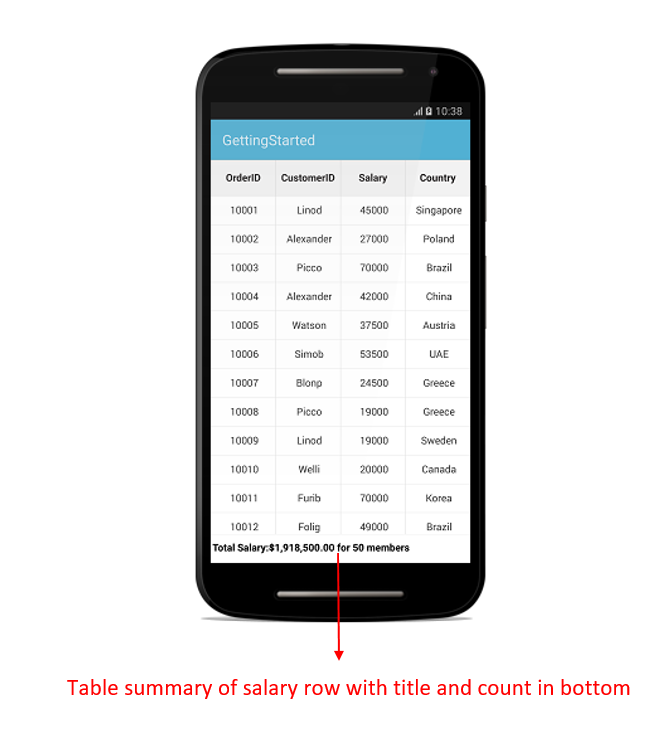 10:38
GettingStarted
OrderID CustomerID Salary Country
10001 Linod 45000 Singapore
10002 Alexander 27000 Poland
10003 Picco 70000 Brazil
10004 Alexander 42000 China
10005 Watson 37500 Austria
10006 Simob 53500 UAE
10007 Blonp 24500 Greece
10008 Picco 19000 Greece
10009 Linod 19000 Sweden
10010 Welli 20000 Canada
10011 Furib 70000 Korea
10012 Folig 49000 Brazil
Total Salary:$1,918,500.00 for 50 members
Table summary of salary row with title and count in bottom